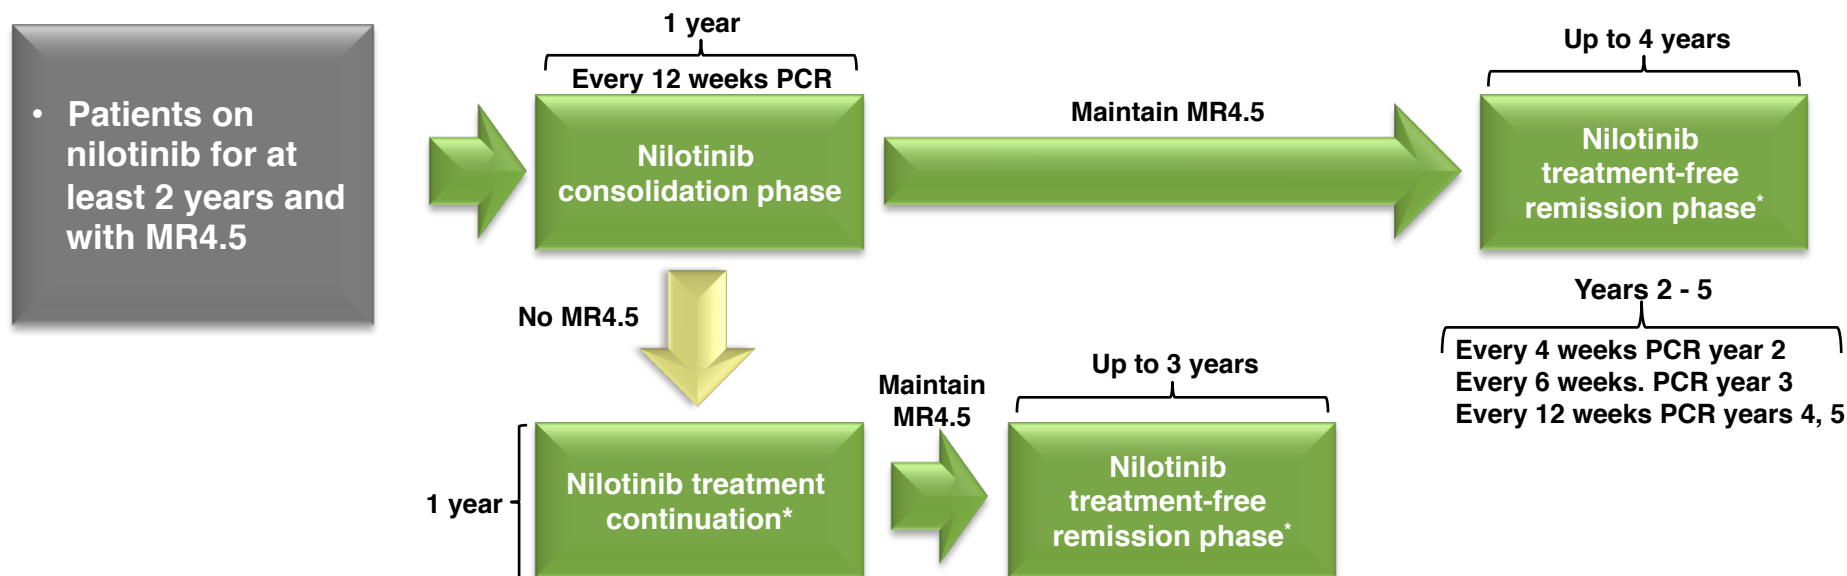 • Patients on
nilotinib for at
least 2 years and
with MR4.5
1 year
Every 12 weeks PCR
Nilotinib
consolidation phase
Maintain MR4.5
Up to 4 years
Nilotinib
treatment-free
remission phase*
Years 2 - 5
Every 4 weeks PCR year 2
Every 6 weeks. PCR year 3
Every 12 weeks PCR years 4, 5
No MR4.5
1 year
Nilotinib treatment
continuation*
Maintain
MR4.5
Up to 3 years
Nilotinib
treatment-free
remission phase*